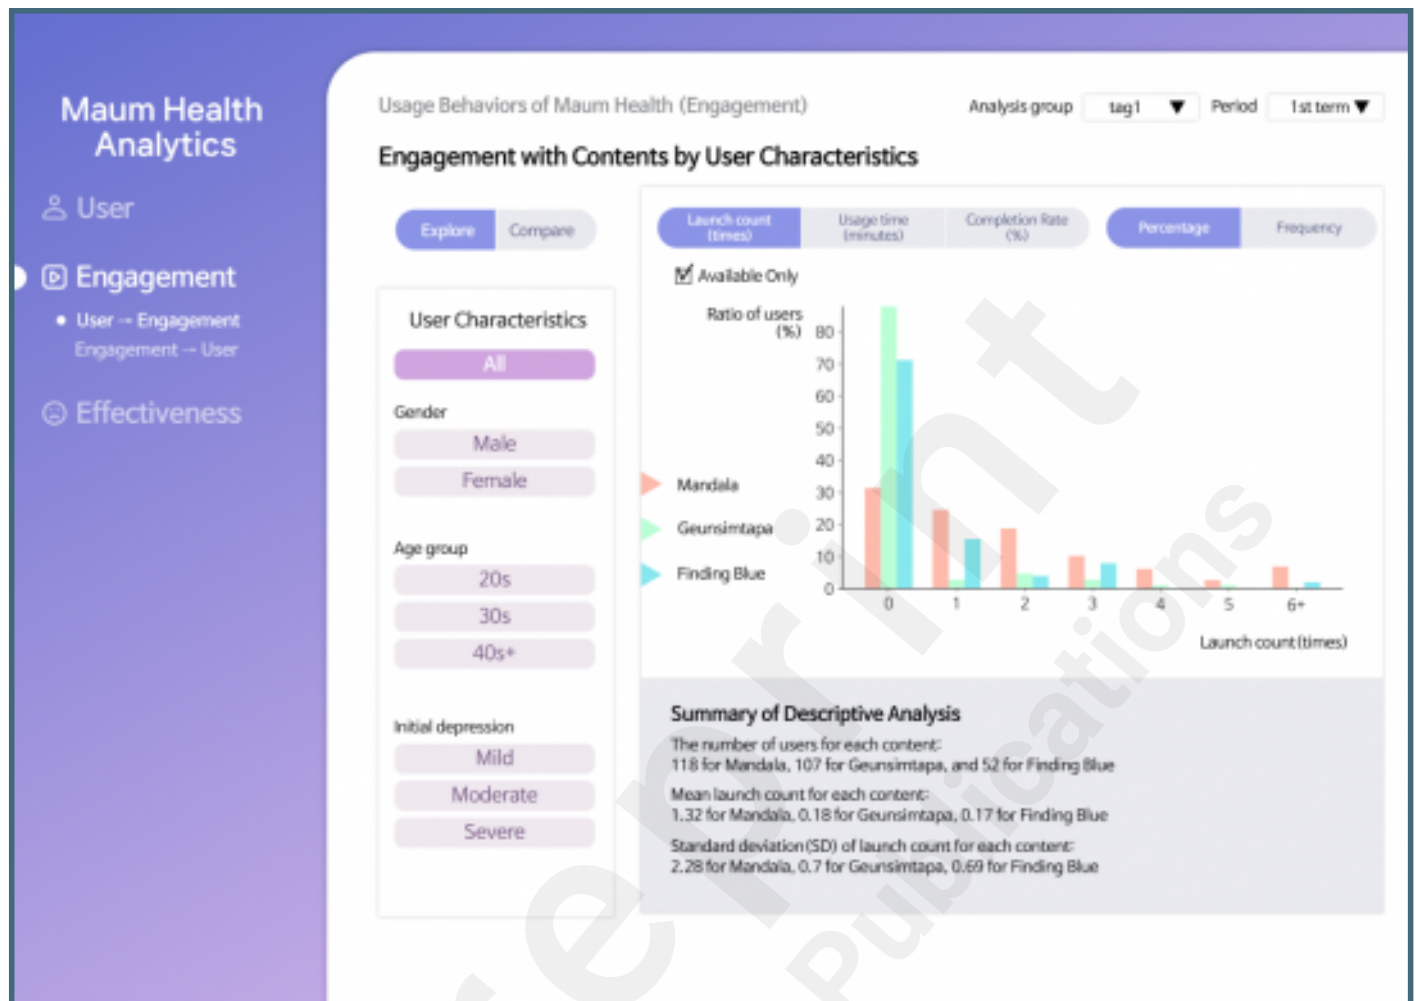 Maum Health
Analytics
User
Engagement
User → Engagement
Engagement → User
Effectiveness
Usage Behaviors of Maum Health (Engagement)
Analysis group
tag1 ▼
Period
1st term ▼
Engagement with Contents by User Characteristics
Explore
Compare
User Characteristics
All
Gender
Male
Female
Age group
20s
30s
40s+
Initial depression
Mild
Moderate
Severe
Launch count
(times)
Usage time
(minutes)
Completion Rate
(%)
Percentage
Frequency
Available Only
Ratio of users
(%)
80
70
60
50
40
30
20
10
0
Mandala
Geunsimtapa
Finding Blue
0 1 2 3 4 5 6+
Launch count(times)
Summary of Descriptive Analysis
The number of users for each content:
118 for Mandala, 107 for Geunsimtapa, and 52 for Finding Blue
Mean launch count for each content:
1.32 for Mandala, 0.18 for Geunsimtapa, 0.17 for Finding Blue
Standard deviation(SD) of launch count for each content:
2.28 for Mandala, 0.7 for Geunsimtapa, 0.69 for Finding Blue
reprint
Publications